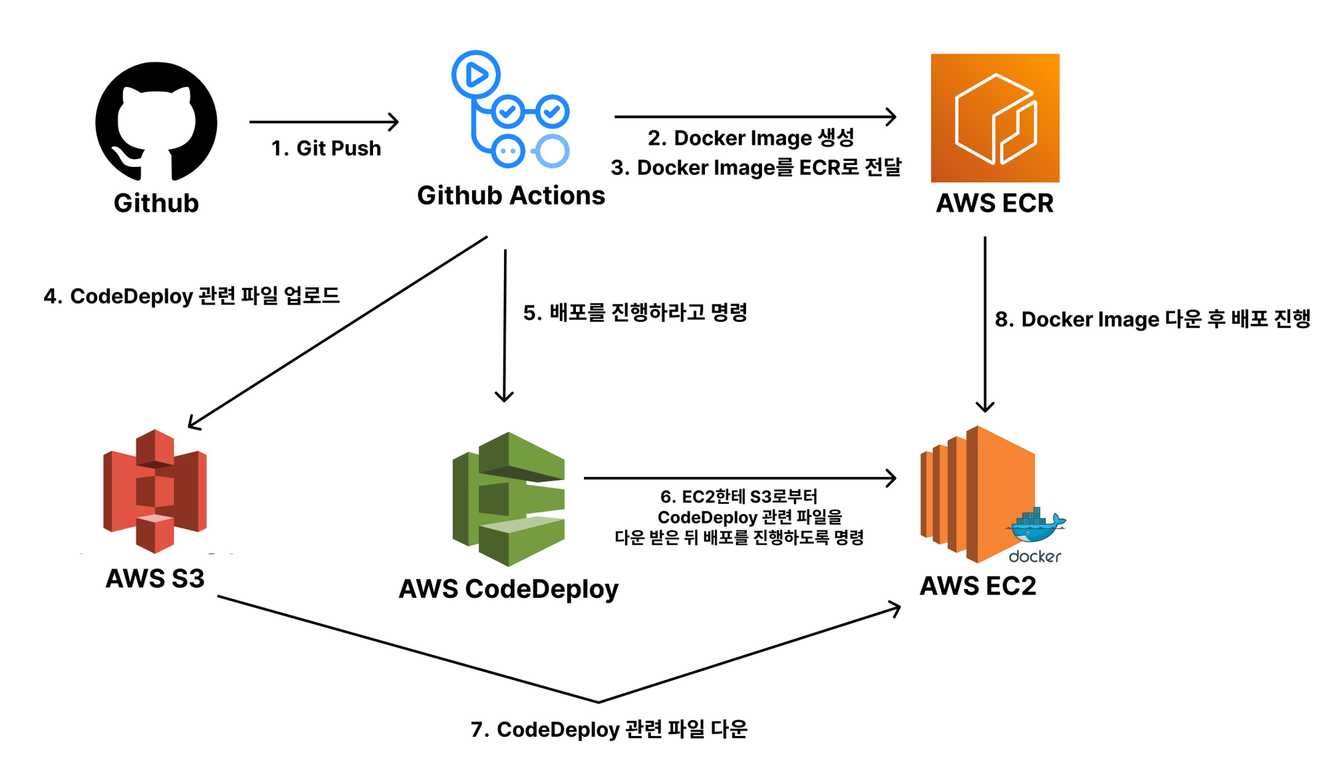 1. Git Push
Github
Github Actions
2. Docker Image 생성
3. Docker Image를 ECR로 전달
AWS ECR
4. CodeDeploy 관련 파일 업로드
5. 배포를 진행하라고 명령
8. Docker Image 다운 후 배포 진행
AWS S3
AWS CodeDeploy
6. EC2한테 S3로부터
CodeDeploy 관련 파일을
다운 받은 뒤 배포를 진행하도록 명령
docker
AWS EC2
7. CodeDeploy 관련 파일 다운